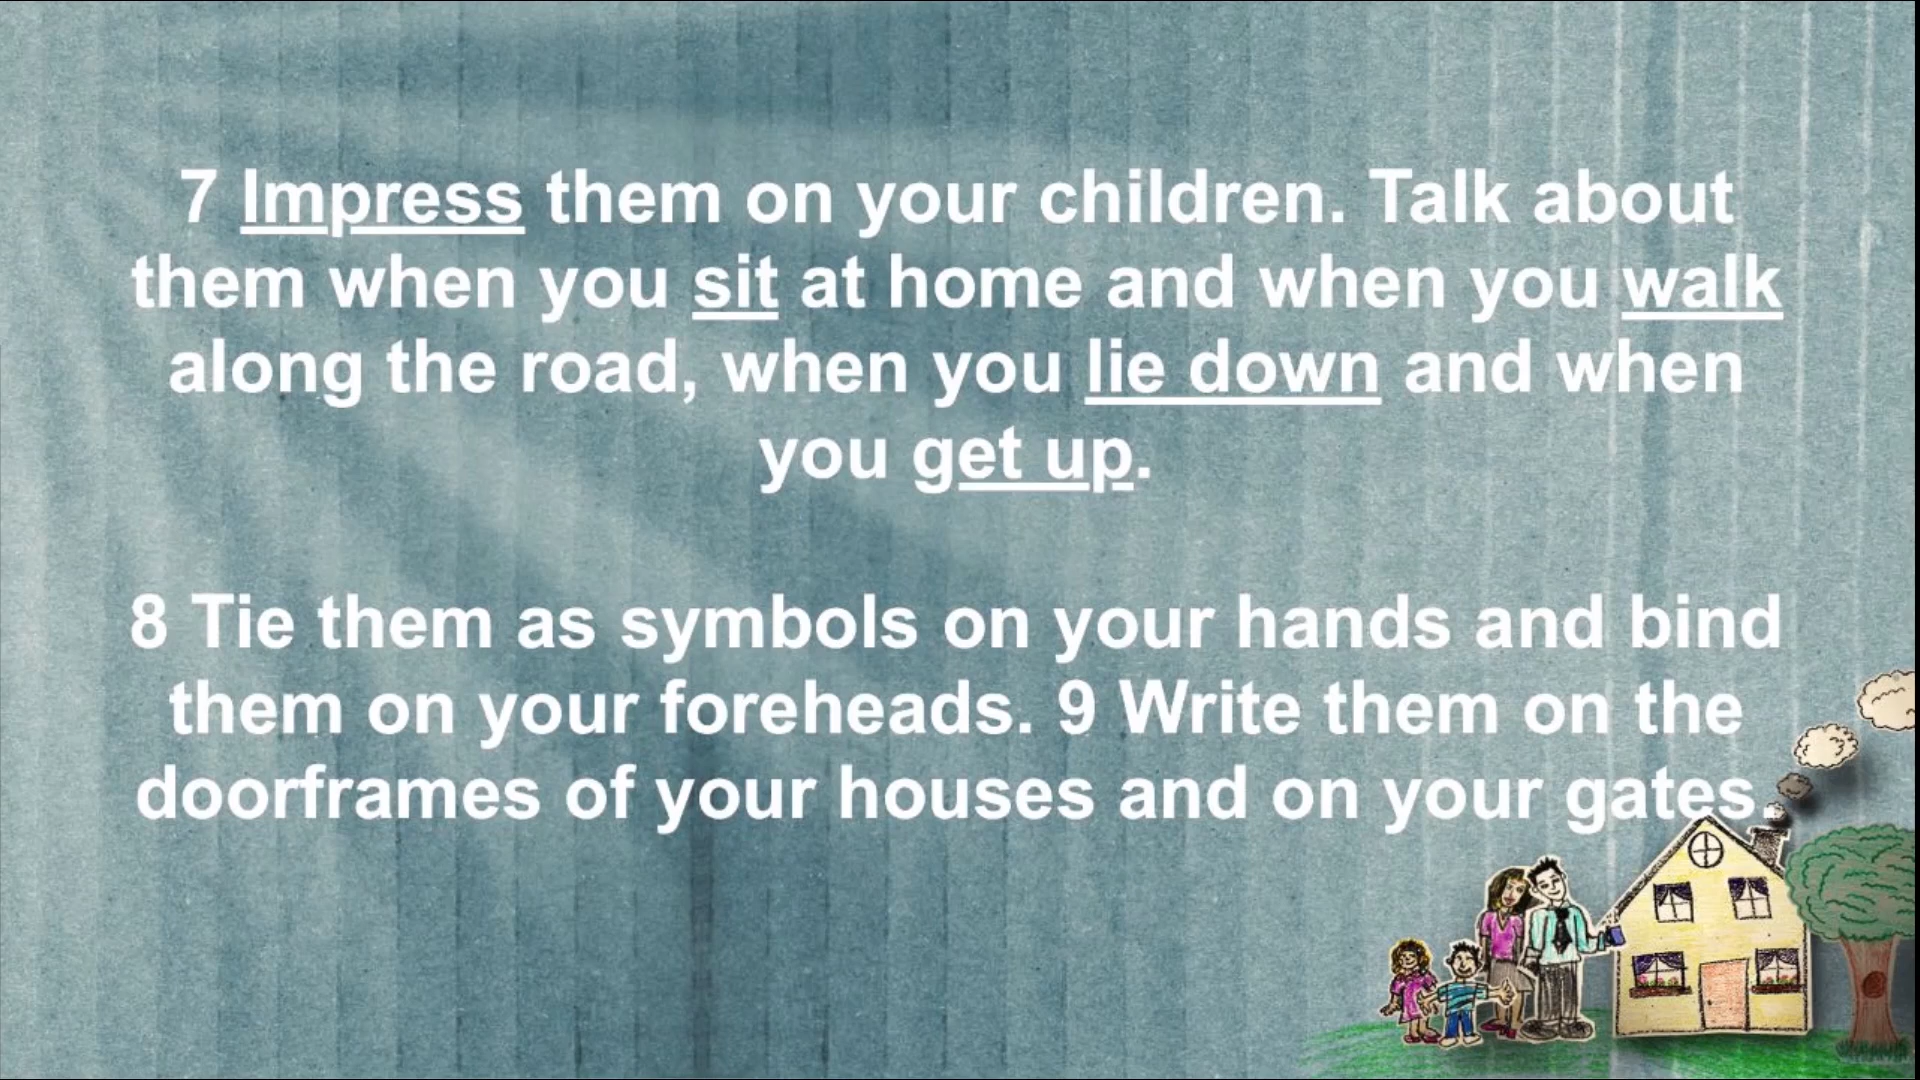 7 Impress them on your children. Talk about
them when you sit at home and when you walk
along the road, when you lie down and when
you get up.
8 Tie them as symbols on your hands and bind
them on your foreheads. 9 Write them on the
doorframes of your houses and on your gates.